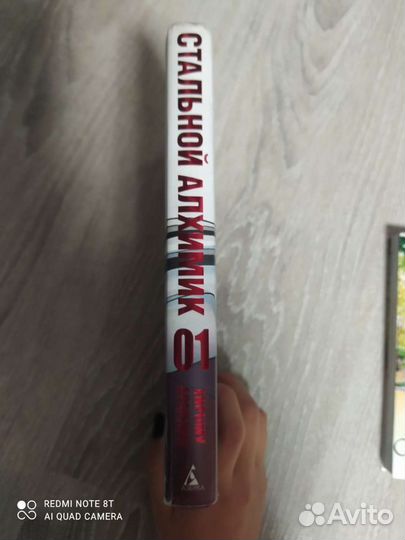 СТАЛЬНОЙ АЛХИМИК
01
REDMI NOTE 8T
AI QUAD CAMERA
Avito